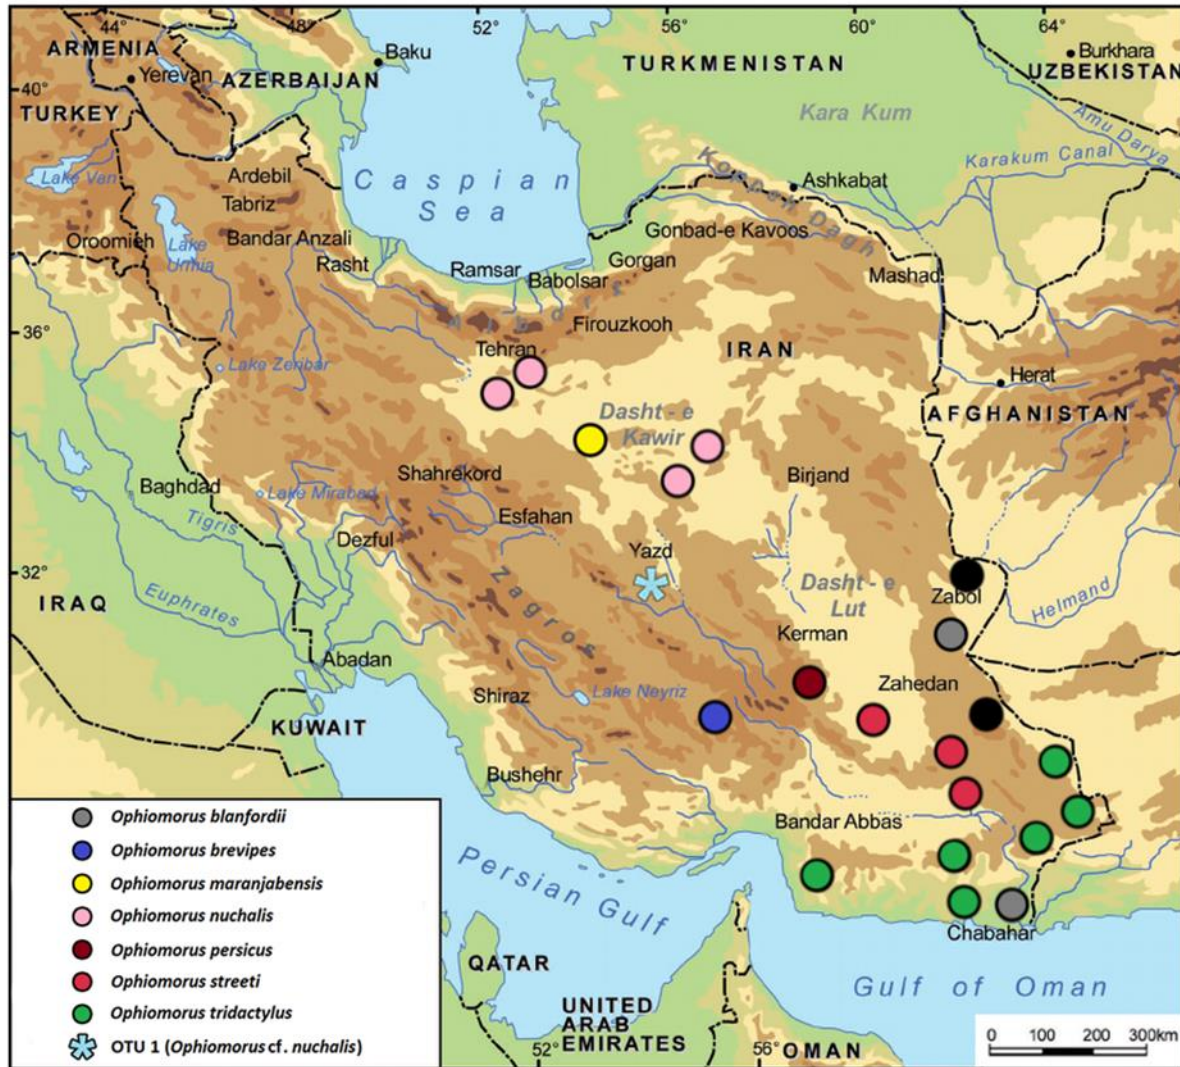 44° 48° 52 56 60 64
ARMENIA
Baku
Burkhara
Yerevan
AZERBAIJAN
TURKMENISTAN
UZBEKISTAN
40°
TURKEY
Kara Kum
Amu Darya
Karakum Canal
Lake Van
Ardebil
Caspian
Sea
Koppeh Dagh
Ashkabat
Tabriz
Oroomieh
Lake
Urmia
Bandar Anzali
Gonbad-e Kavoos
Rasht
Ramsar
Gorgan
Mashad
Babolsar
36°
Firouzkooh
Tehran
IRAN
Lake Zeribar
Herat
Dasht - e
Kawir
AFGHANISTAN
Shahrekord
Birjand
Baghdad
Lake Mirabad
Esfahan
Tigris
Dezful
Yazd
32°
Zagros
Dasht - e
Lut
Zabol
Helmand
IRAQ
Euphrates
Kerman
Abadan
Shiraz
Lake Neyriz
Zahedan
KUWAIT
Bushehr
Bandar Abbas
Persian Gulf
Chabahar
QATAR
Gulf of Oman
UNITED
ARAB
EMIRATES
52°
56°
OMAN
0 100 200 300km
Ophiomorus blanfordii
Ophiomorus brevipes
Ophiomorus maranjabensis
Ophiomorus nuchalis
Ophiomorus persicus
Ophiomorus streeti
Ophiomorus tridactylus
OTU 1 (Ophiomorus cf. nuchalis)